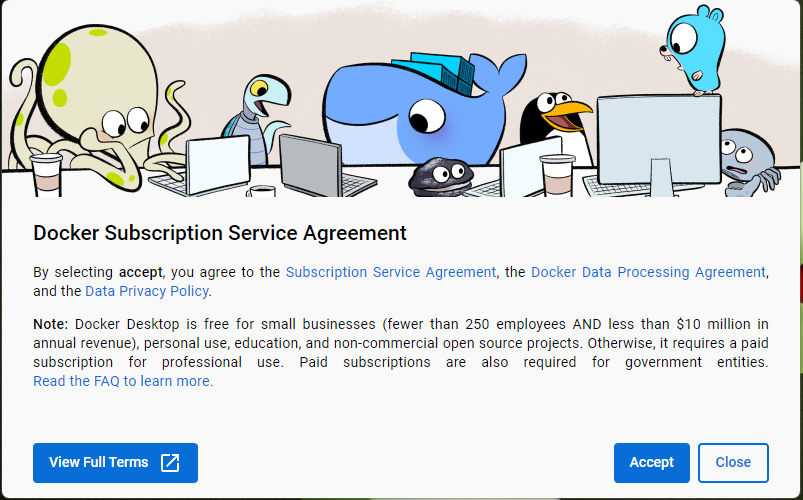 Docker Subscription Service Agreement
By selecting accept, you agree to the Subscription Service Agreement, the Docker Data Processing Agreement,
and the Data Privacy Policy.
Note: Docker Desktop is free for small businesses (fewer than 250 employees AND less than $10 million in
annual revenue), personal use, education, and non-commercial open source projects. Otherwise, it requires a paid
subscription for professional use. Paid subscriptions are also required for government entities.
Read the FAQ to learn more.
View Full Terms
Accept
Close